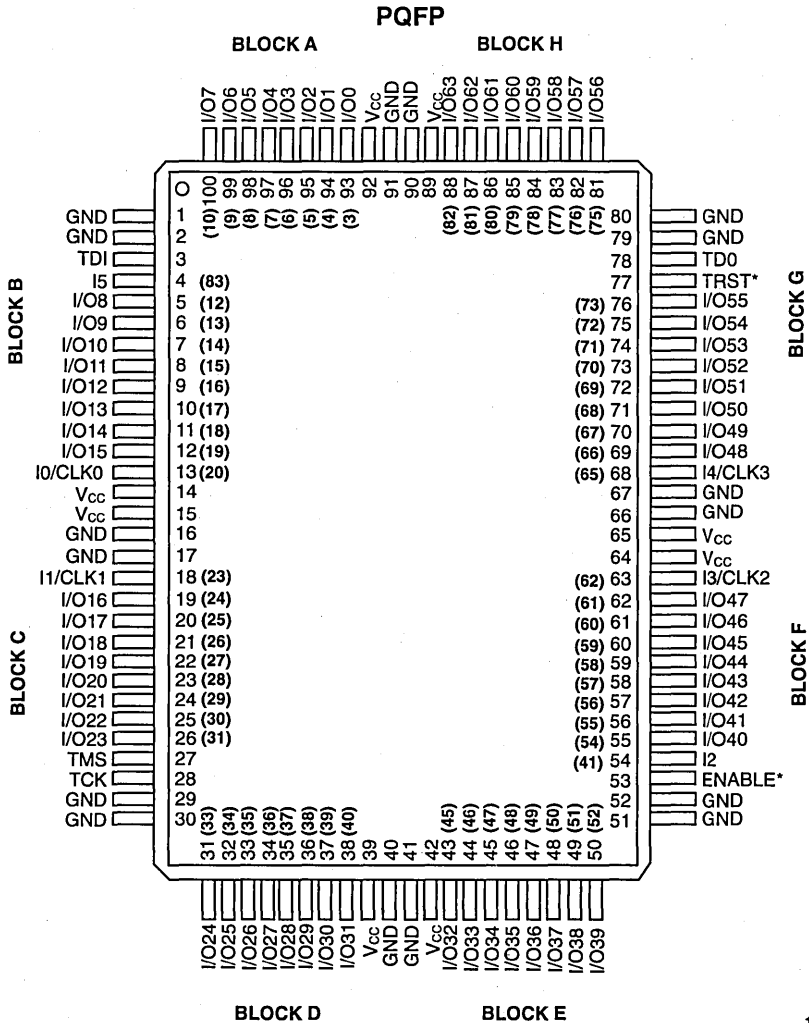 PQFP
BLOCK A
BLOCK H
I/O7
I/O6
I/O5
I/O4
I/O3
I/O2
I/O1
I/O0
Vcc
GND
GND
Vcc
I/O63
I/O62
I/O61
I/O60
I/O59
I/O58
I/O57
I/O56
100 99 98 97 96 95 94 93 92 91 90 89 88 87 86 85 84 83 82 81
(10) (9) (8) (7) (6) (5) (4) (3) (82) (81) (80) (79) (78) (77) (76) (75)
BLOCK B
BLOCK C
GND 1
GND 2
TDI 3
I5 4 (83)
I/O8 5 (12)
I/O9 6 (13)
I/O10 7 (14)
I/O11 8 (15)
I/O12 9 (16)
I/O13 10 (17)
I/O14 11 (18)
I/O15 12 (19)
I0/CLK0 13 (20)
Vcc 14
Vcc 15
GND 16
GND 17
I1/CLK1 18 (23)
I/O16 19 (24)
I/O17 20 (25)
I/O18 21 (26)
I/O19 22 (27)
I/O20 23 (28)
I/O21 24 (29)
I/O22 25 (30)
I/O23 26 (31)
TMS 27
TCK 28
GND 29
GND 30
80 GND
79 GND
78 TD0
77 TRST*
(73) 76 I/O55
(72) 75 I/O54
(71) 74 I/O53
(70) 73 I/O52
(69) 72 I/O51
(68) 71 I/O50
(67) 70 I/O49
(66) 69 I/O48
(65) 68 I4/CLK3
67 GND
66 GND
65 Vcc
64 Vcc
(62) 63 I3/CLK2
(61) 62 I/O47
(60) 61 I/O46
(59) 60 I/O45
(58) 59 I/O44
(57) 58 I/O43
(56) 57 I/O42
(55) 56 I/O41
(54) 55 I/O40
(41) 54 I2
53 ENABLE*
52 GND
51 GND
BLOCK G
BLOCK F
(33) (34) (35) (36) (37) (38) (39) (40) (45) (46) (47) (48) (49) (50) (51) (52)
31 32 33 34 35 36 37 38 39 40 41 42 43 44 45 46 47 48 49 50
I/O24
I/O25
I/O26
I/O27
I/O28
I/O29
I/O30
I/O31
Vcc
GND
GND
Vcc
I/O32
I/O33
I/O34
I/O35
I/O36
I/O37
I/O38
I/O39
BLOCK D
BLOCK E